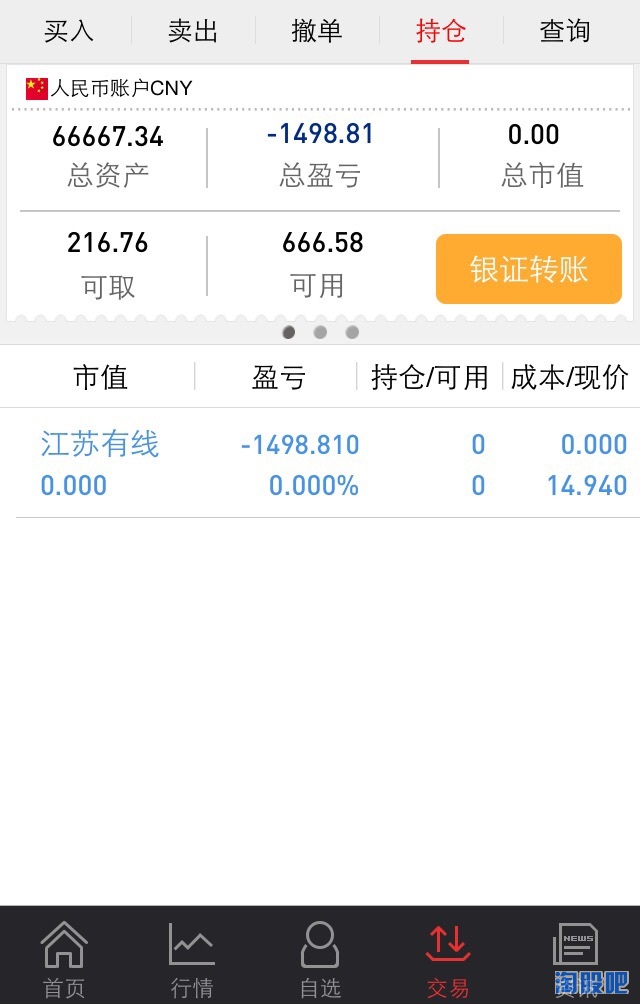 买入 卖出 撤单 持仓 查询
人民币账户CNY
66667.34 -1498.81 0.00
总资产 总盈亏 总市值
216.76 666.58 银证转账
可取 可用
市值 盈亏 持仓/可用 成本/现价
江苏有线 -1498.810 0 0.000
0.000 0.000% 0 14.940
NEWS
首页 行情 自选 交易
淘股吧